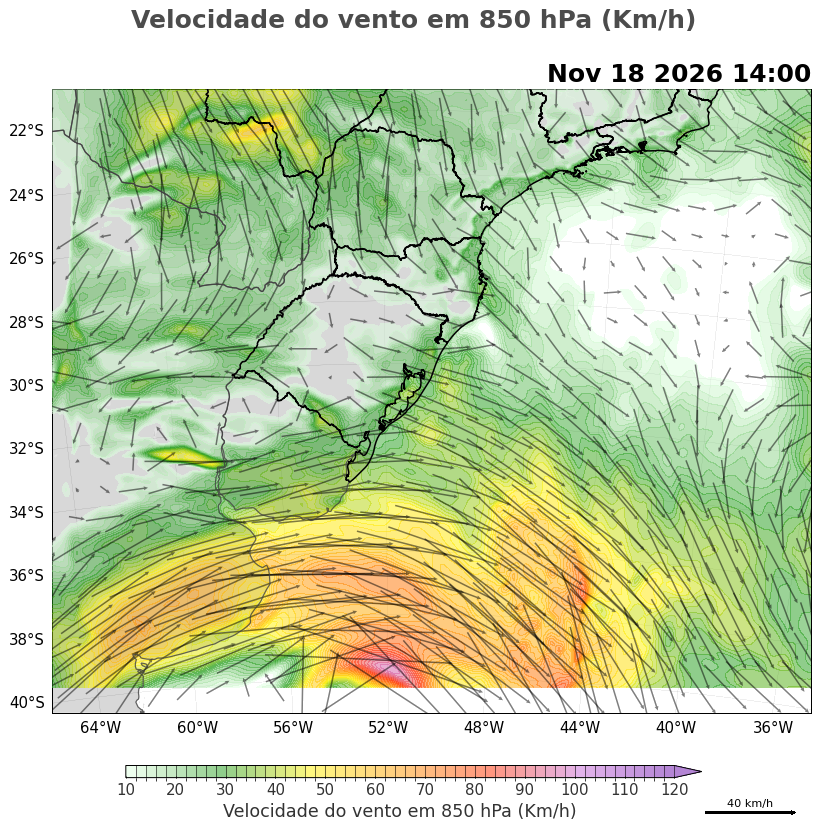 Velocidade do vento em 850 hPa (Km/h)
Nov 18 2026 14:00
22°S
24°S
26°S
28°S
30°S
32°S
34°S
36°S
38°S
40°S
64°W 60°W 56°W 52°W 48°W 44°W 40°W 36°W
10 20 30 40 50 60 70 80 90 100 110 120
Velocidade do vento em 850 hPa (Km/h)
40 km/h